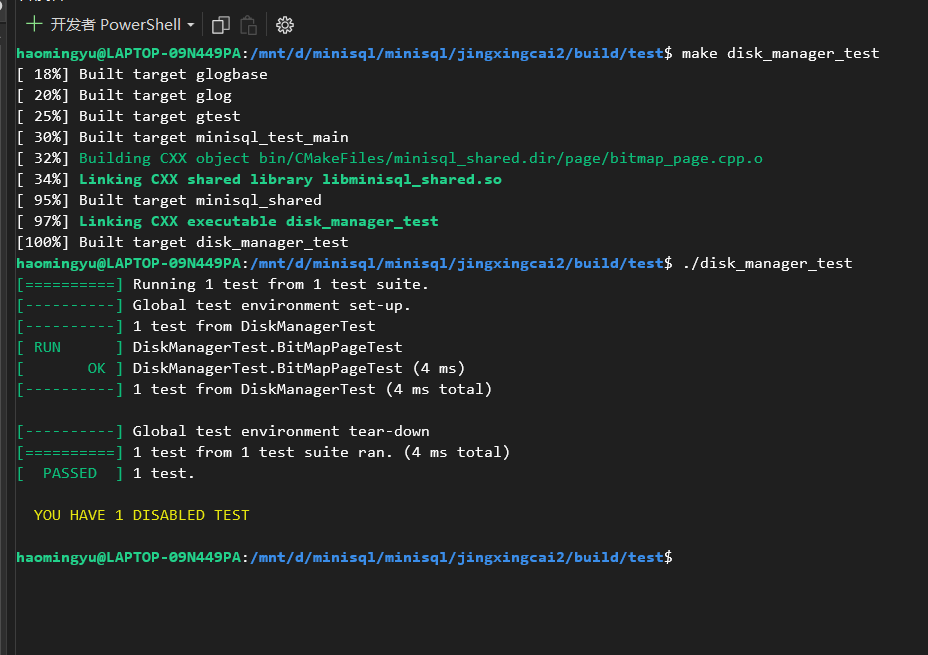 开发者 PowerShell
haomingyu@LAPTOP-09N449PA:/mnt/d/minisql/minisql/jingxingcai2/build/test$ make disk_manager_test
[ 18%] Built target glogbase
[ 20%] Built target glog
[ 25%] Built target gtest
[ 30%] Built target minisql_test_main
[ 32%] Building CXX object bin/CMakeFiles/minisql_shared.dir/page/bitmap_page.cpp.o
[ 34%] Linking CXX shared library libminisql_shared.so
[ 95%] Built target minisql_shared
[ 97%] Linking CXX executable disk_manager_test
[100%] Built target disk_manager_test
haomingyu@LAPTOP-09N449PA:/mnt/d/minisql/minisql/jingxingcai2/build/test$ ./disk_manager_test
[==========] Running 1 test from 1 test suite.
[----------] Global test environment set-up.
[----------] 1 test from DiskManagerTest
[ RUN      ] DiskManagerTest.BitMapPageTest
[       OK ] DiskManagerTest.BitMapPageTest (4 ms)
[----------] 1 test from DiskManagerTest (4 ms total)
[----------] Global test environment tear-down
[==========] 1 test from 1 test suite ran. (4 ms total)
[  PASSED  ] 1 test.
YOU HAVE 1 DISABLED TEST
haomingyu@LAPTOP-09N449PA:/mnt/d/minisql/minisql/jingxingcai2/build/test$